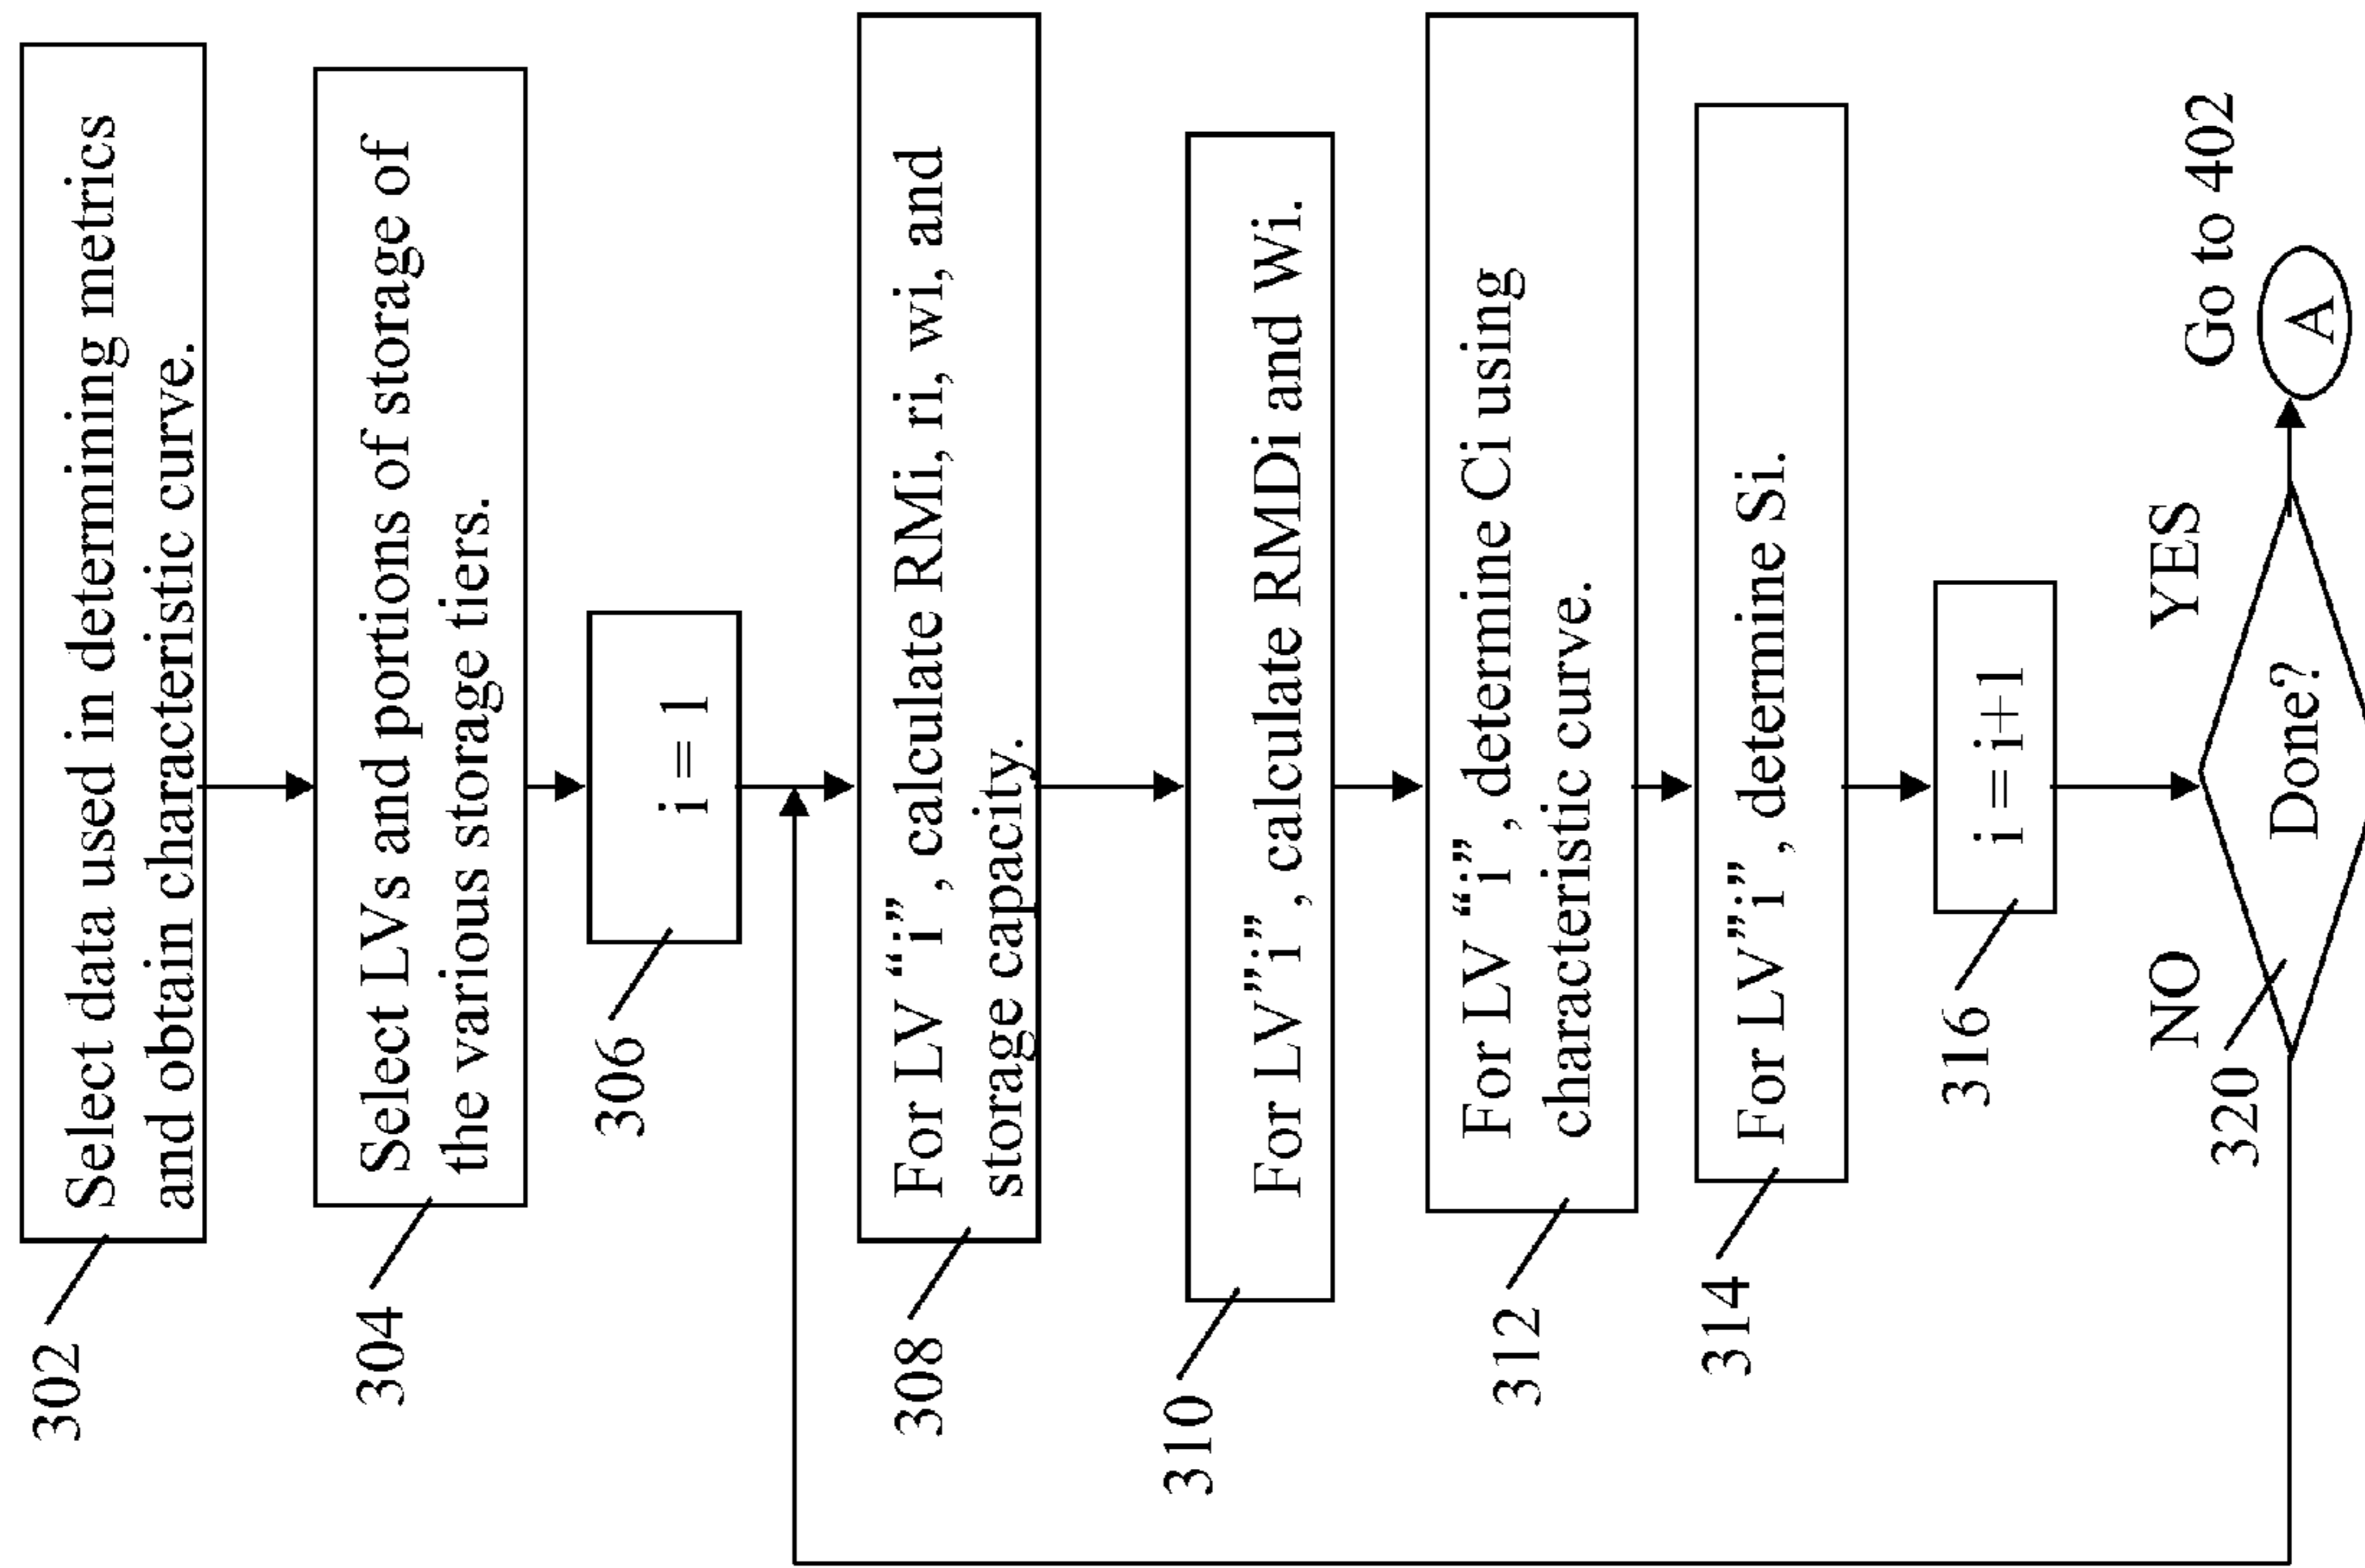 302
Select data used in determining metrics
and obtain characteristic curve.
304
Select LVs and portions of storage of
the various storage tiers.
306
i = 1
308
For LV “i”, calculate RMi, ri, wi, and
storage capacity.
310
For LV”i”, calculate RMDi and Wi.
312
For LV “i”, determine Ci using
characteristic curve.
314
For LV”i”, determine Si.
316
i = i+1
NO
YES
320
Done?
Go to 402
A